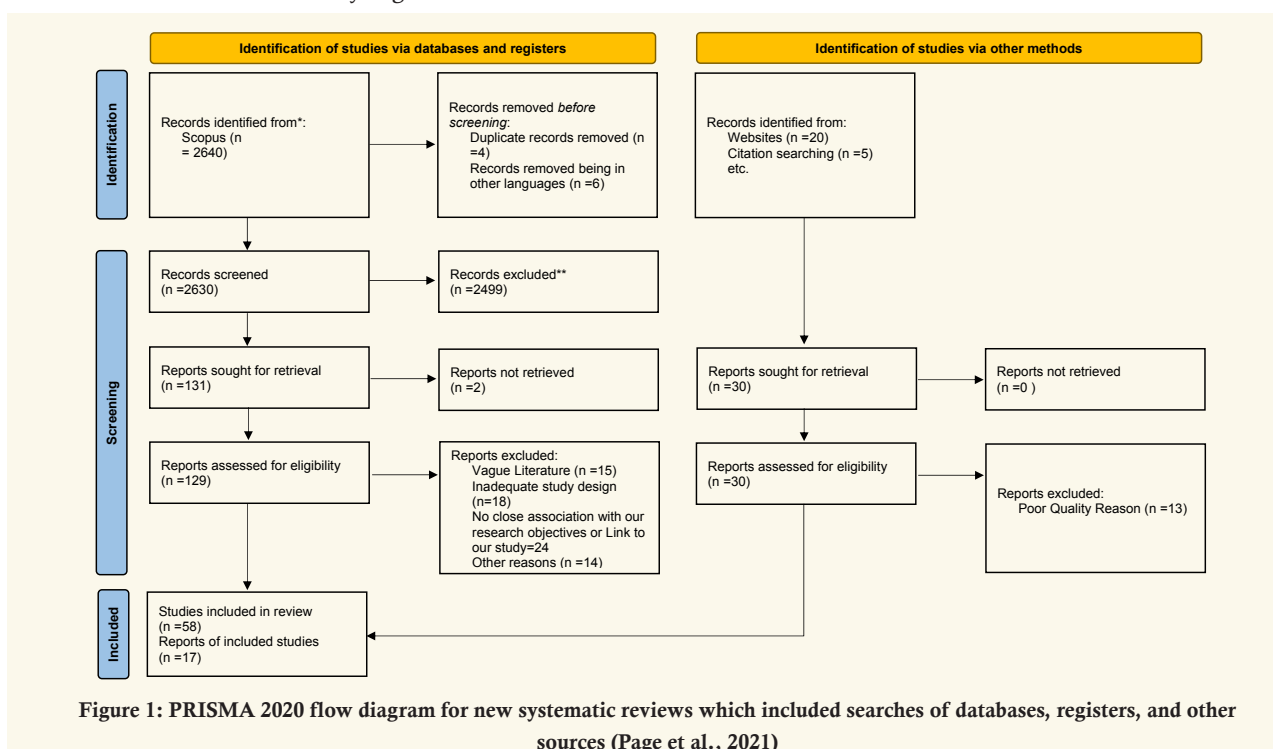 Identification of studies via databases and registers
Identification of studies via other methods
Identification
Records identified from*:
Scopus (n
= 2640)
Records removed before
screening:
Duplicate records removed (n
=4)
Records removed being in
other languages (n =6)
Records identified from:
Websites (n =20)
Citation searching (n =5)
etc.
Screening
Records screened
(n =2630)
Records excluded**
(n =2499)
Reports sought for retrieval
(n =131)
Reports not retrieved
(n =2)
Reports sought for retrieval
(n =30)
Reports not retrieved
(n =0 )
Reports assessed for eligibility
(n =129)
Reports excluded:
Vague Literature (n =15)
Inadequate study design
(n=18)
No close association with our
research objectives or Link to
our study=24
Other reasons (n =14)
Reports assessed for eligibility
(n =30)
Reports excluded:
Poor Quality Reason (n =13)
Included
Studies included in review
(n =58)
Reports of included studies
(n =17)
Figure 1: PRISMA 2020 flow diagram for new systematic reviews which included searches of databases, registers, and other
sources (Page et al., 2021)